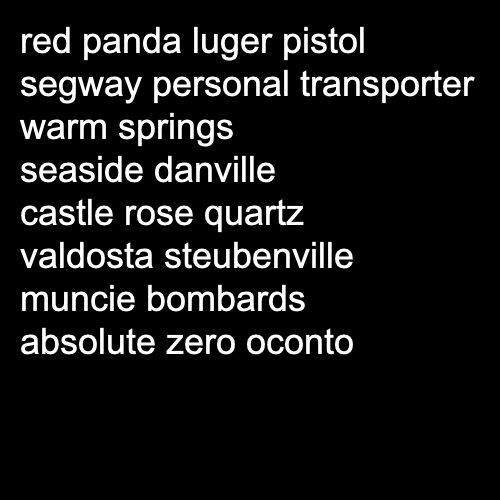 red panda luger pistol
segway personal transporter
warm springs
seaside danville
castle rose quartz
valdosta steubenville
muncie bombards
absolute zero oconto